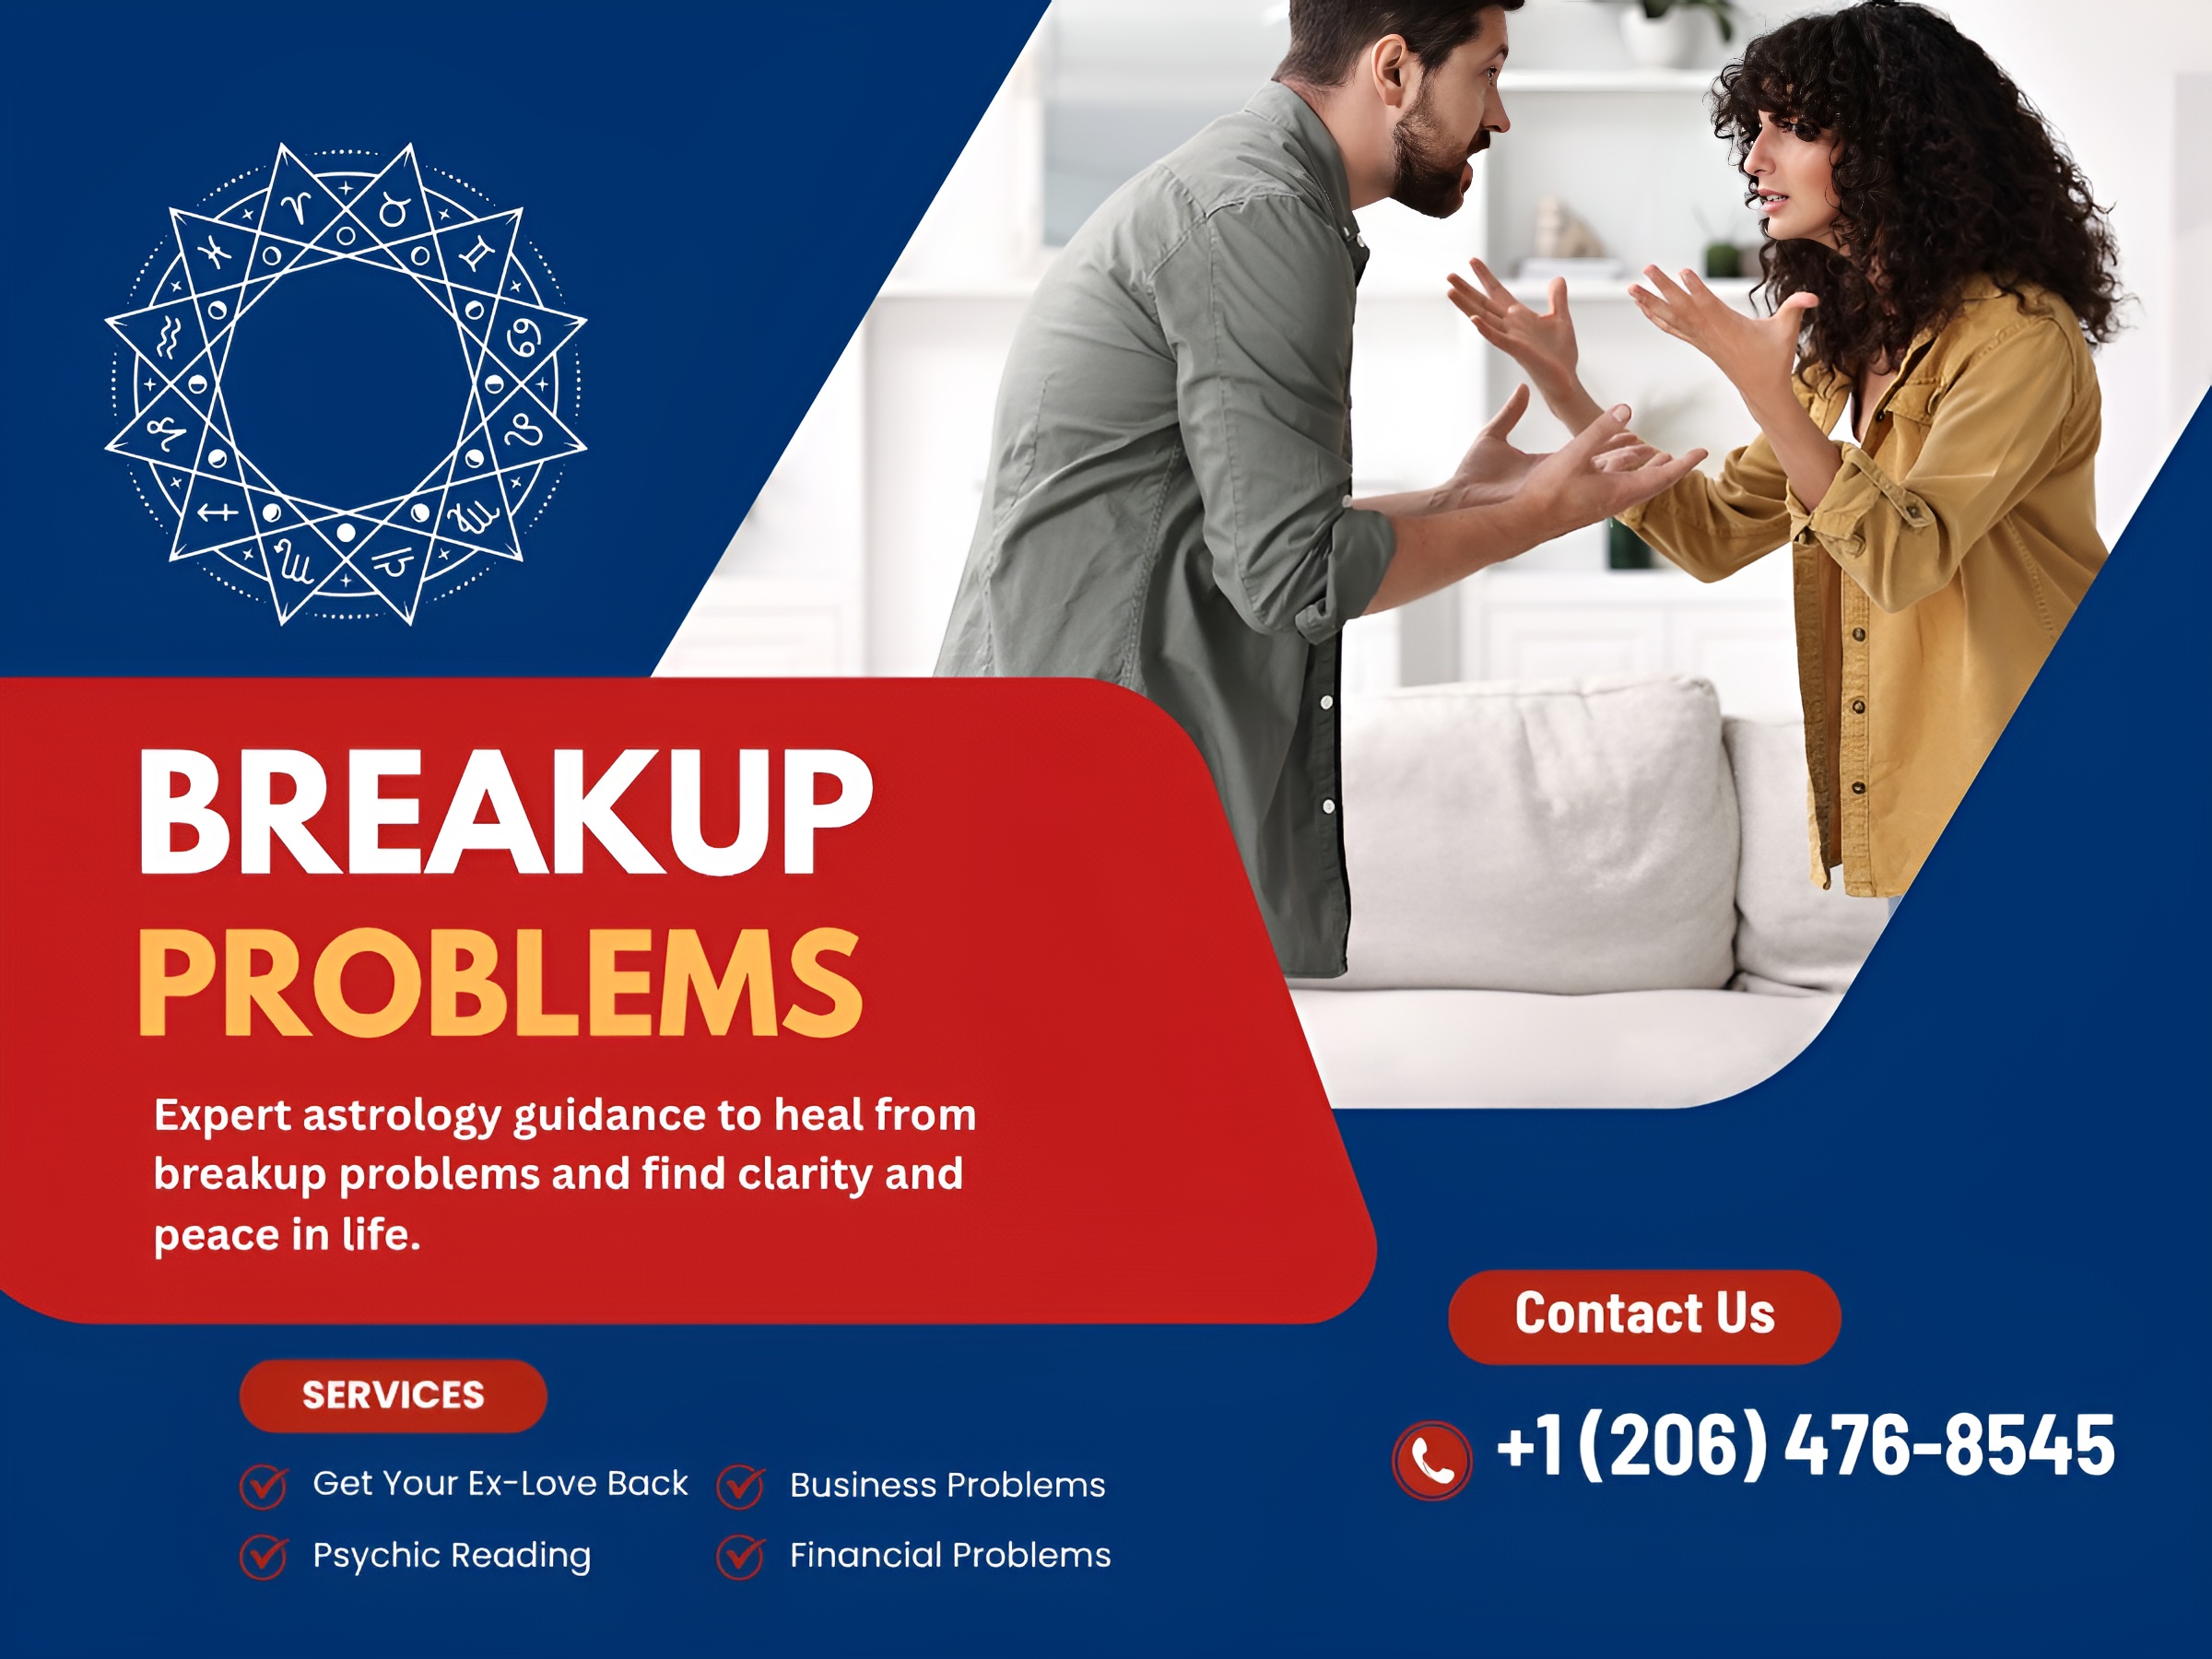 BREAKUP
PROBLEMS
Expert astrology guidance to heal from
breakup problems and find clarity and
peace in life.
SERVICES
Get Your Ex-Love Back
Psychic Reading
Business Problems
Financial Problems
Contact Us
+1 (206) 476-8545